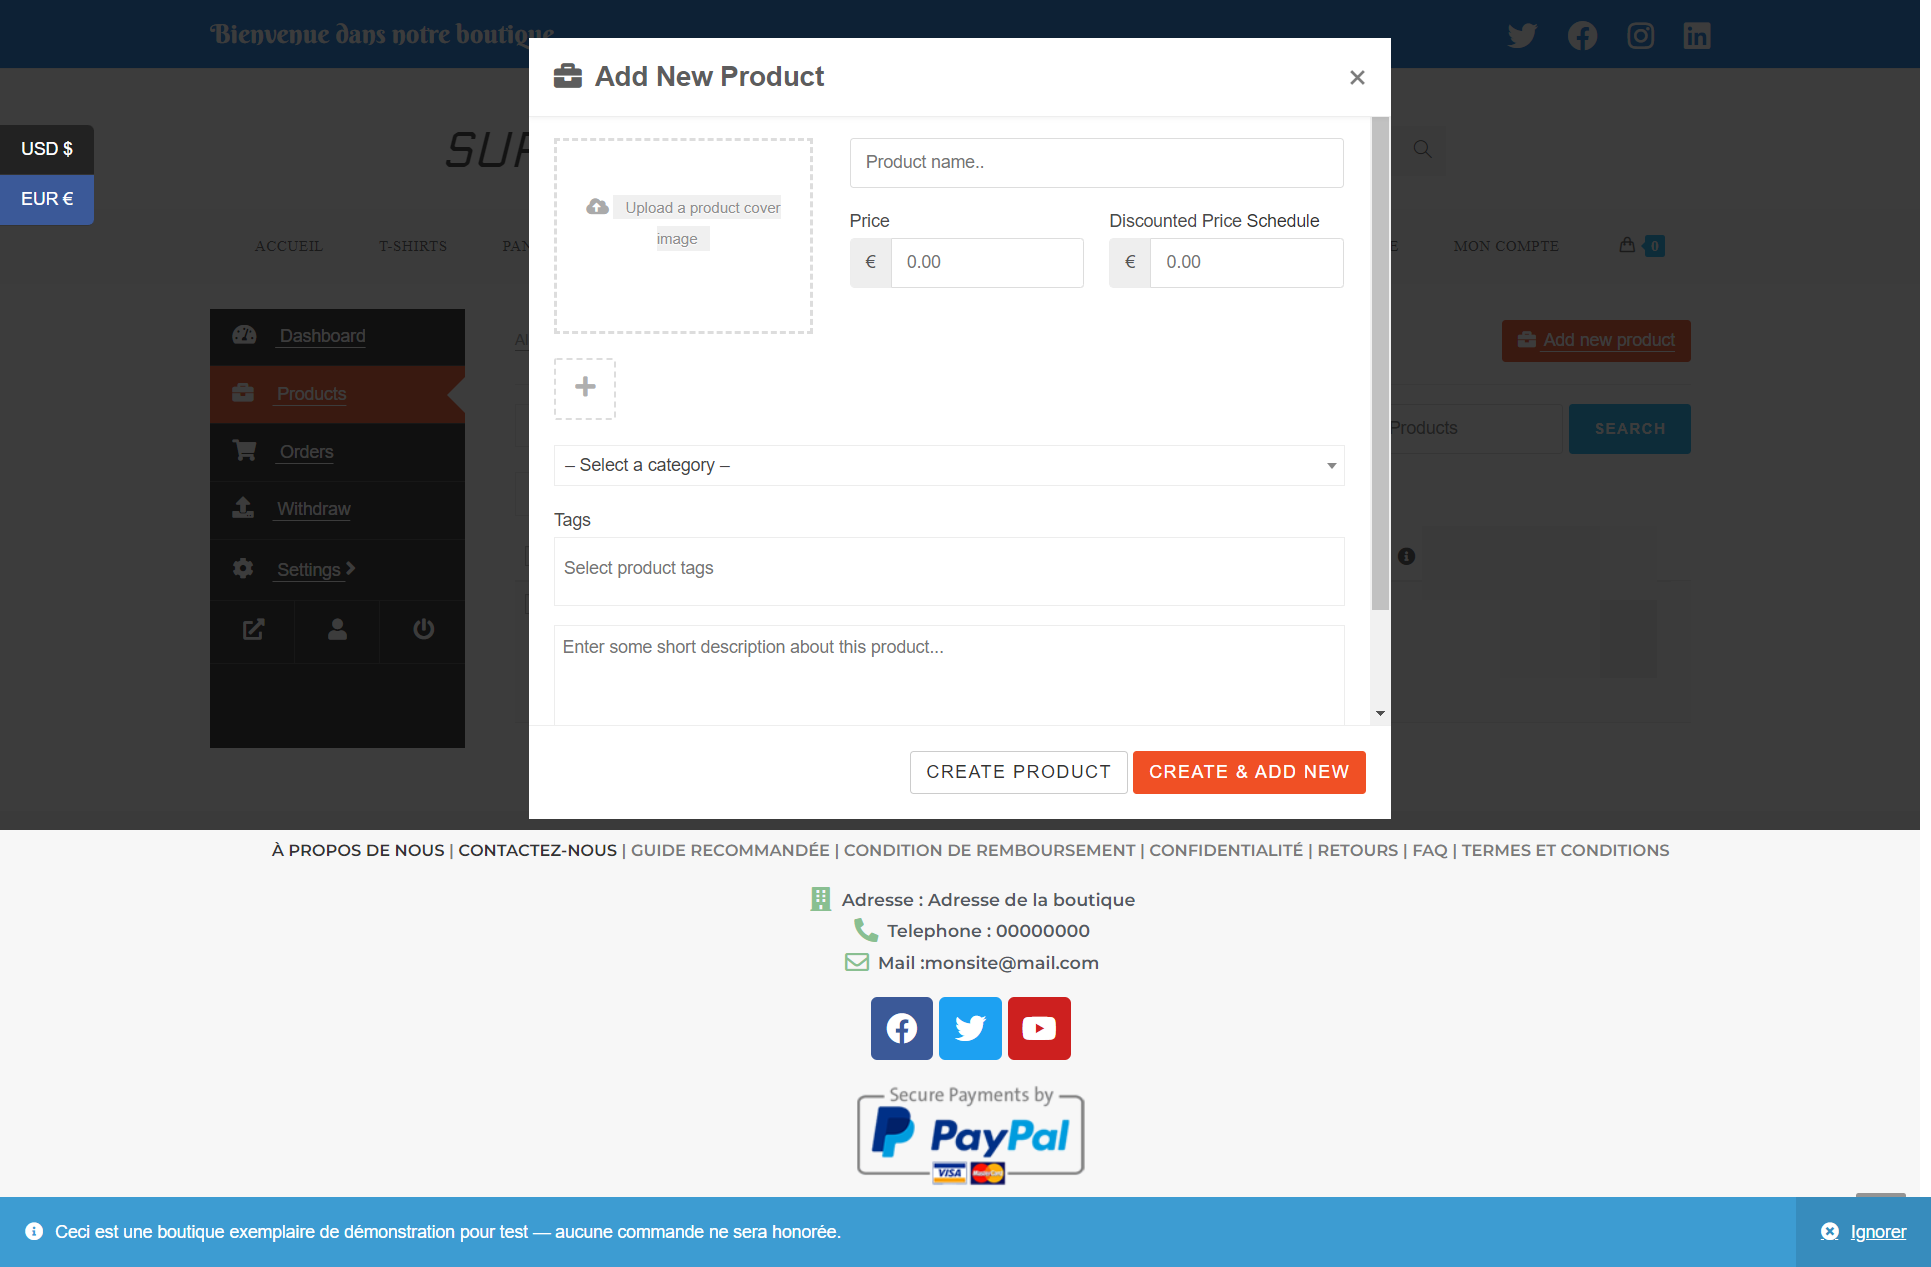 Bienvenue dans notre boutique
Add New Product
USD $
EUR €
Product name..
Upload a product cover
image
Price
Discounted Price Schedule
€ 0.00
€ 0.00
ACCUEIL
T-SHIRTS
MON COMPTE
0
Dashboard
Products
Orders
Withdraw
Settings
Add new product
Products
SEARCH
– Select a category –
Tags
Select product tags
Enter some short description about this product...
CREATE PRODUCT
CREATE & ADD NEW
À PROPOS DE NOUS | CONTACTEZ-NOUS | GUIDE RECOMMANDÉE | CONDITION DE REMBOURSEMENT | CONFIDENTIALITÉ | RETOURS | FAQ | TERMES ET CONDITIONS
Adresse : Adresse de la boutique
Telephone : 00000000
Mail :monsite@mail.com
Secure Payments by
PayPal
VISA MasterCard
Ceci est une boutique exemplaire de démonstration pour test — aucune commande ne sera honorée.
Ignorer